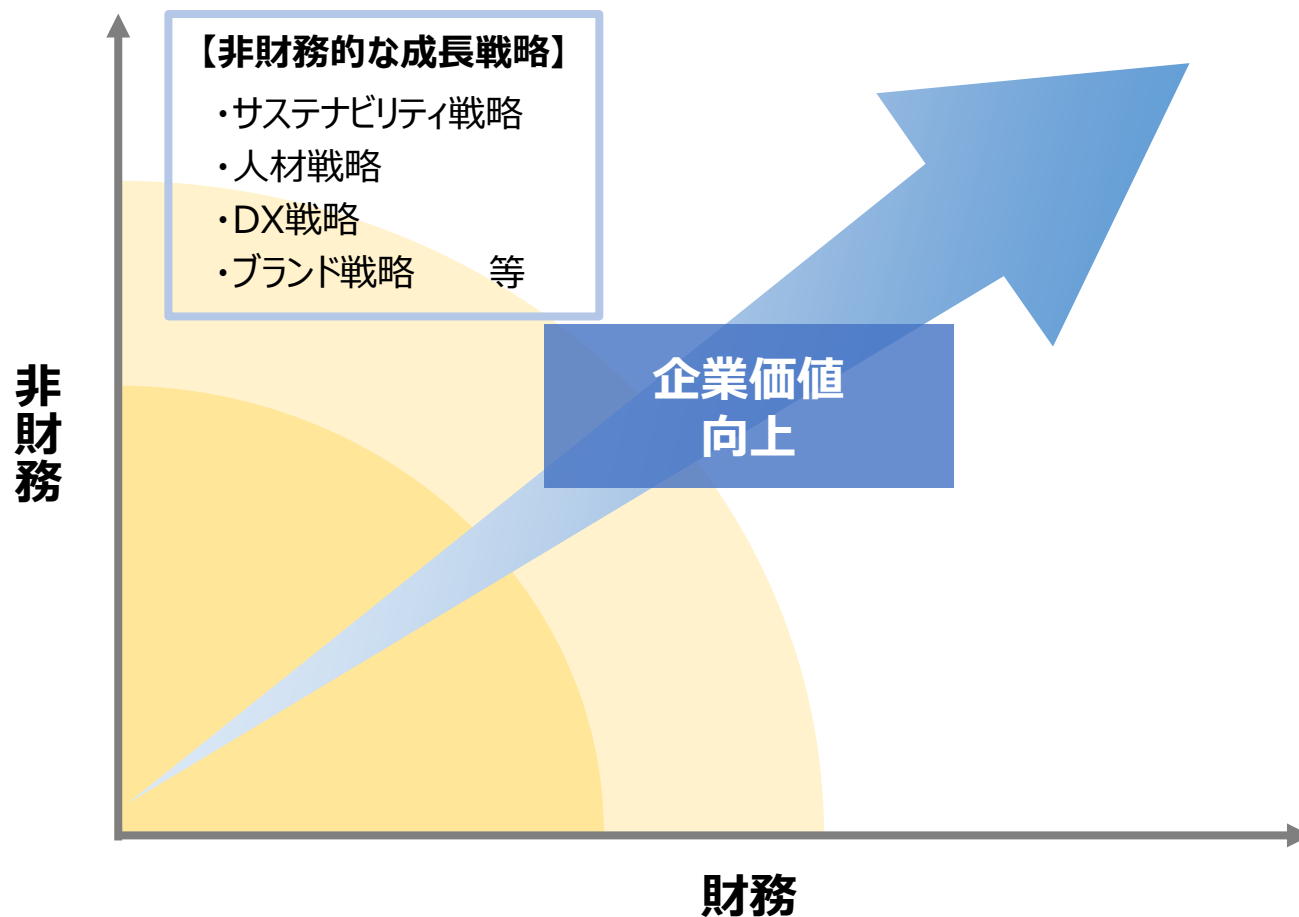 【非財務的な成長戦略】
・サステナビリティ戦略
・人材戦略
・DX戦略
・ブランド戦略　　等
企業価値
向上
非財務
財務